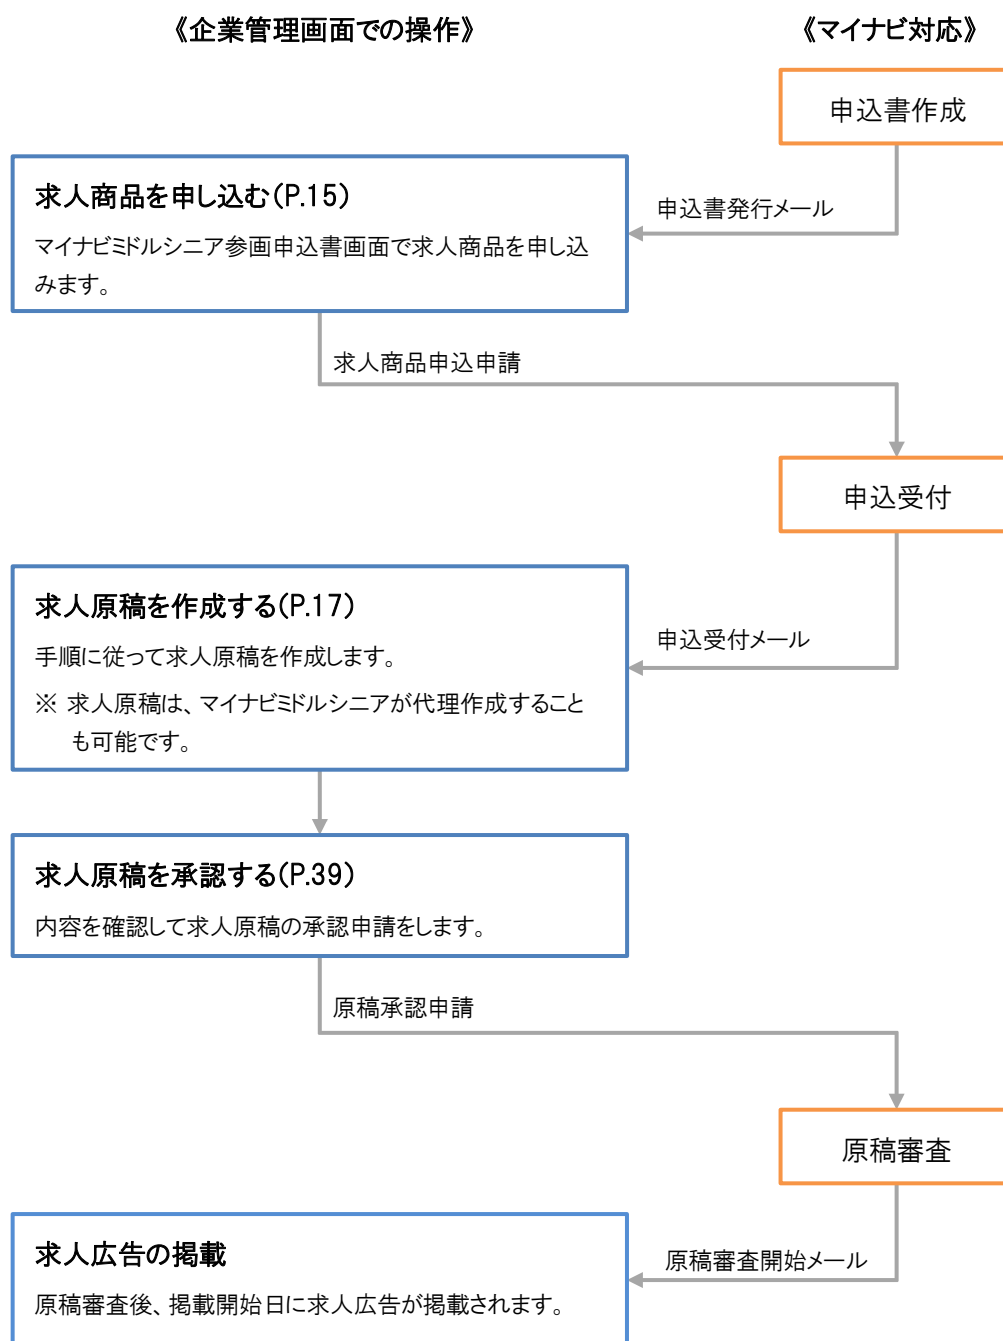 《企業管理画面での操作》
《マイナビ対応》
申込書作成
申込書発行メール
求人商品を申し込む(P.15)
マイナビミドルシニア参画申込書画面で求人商品を申し込
みます。
求人商品申込申請
申込受付
申込受付メール
求人原稿を作成する(P.17)
手順に従って求人原稿を作成します。
※ 求人原稿は、マイナビミドルシニアが代理作成すること
も可能です。
求人原稿を承認する(P.39)
内容を確認して求人原稿の承認申請をします。
原稿承認申請
原稿審査
原稿審査開始メール
求人広告の掲載
原稿審査後、掲載開始日に求人広告が掲載されます。